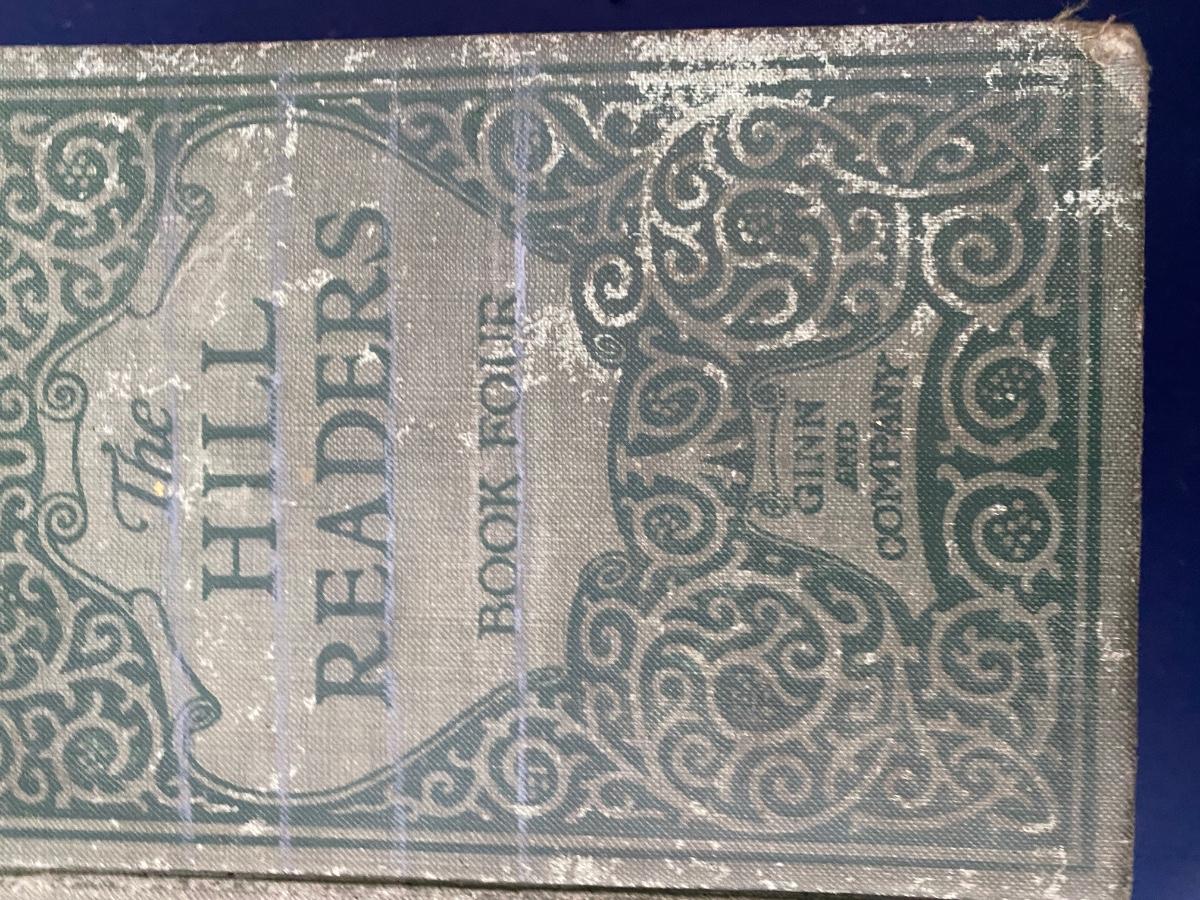 The
HILL
READERS
BOOK FOUR
GINN
AND
COMPANY